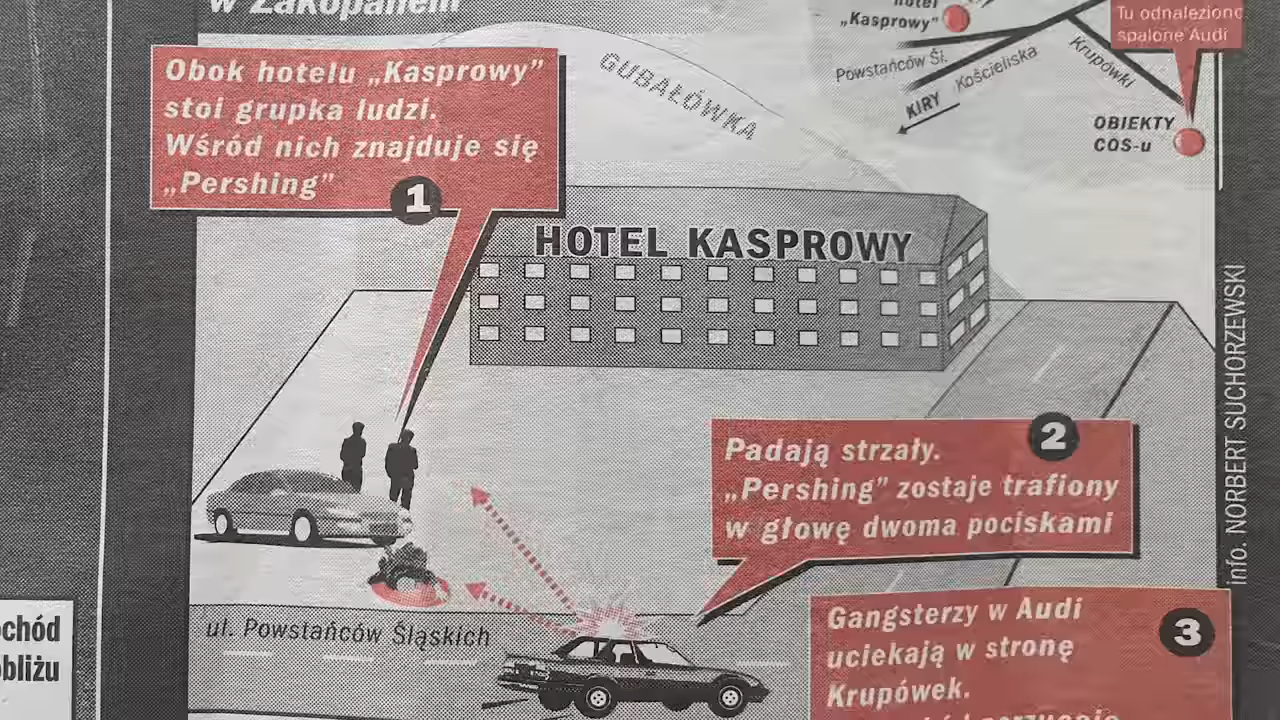 w Zakopanem
hotel
„Kasprowy”
Tu odnaleziono
spalone Audi
Powstańców Śl.
Kościeliska
Krupówki
KIRY
OBIEKTY
COS-u
GUBAŁÓWKA
Obok hotelu „Kasprowy”
stoi grupka ludzi.
Wśród nich znajduje się
„Pershing”
1
HOTEL KASPROWY
2
Padają strzały.
„Pershing” zostaje trafiony
w głowę dwoma pociskami
info. NORBERT SUCHORZEWSKI
ul. Powstańców Śląskich
3
Gangsterzy w Audi
uciekają w stronę
Krupówek.
ochód
obliżu